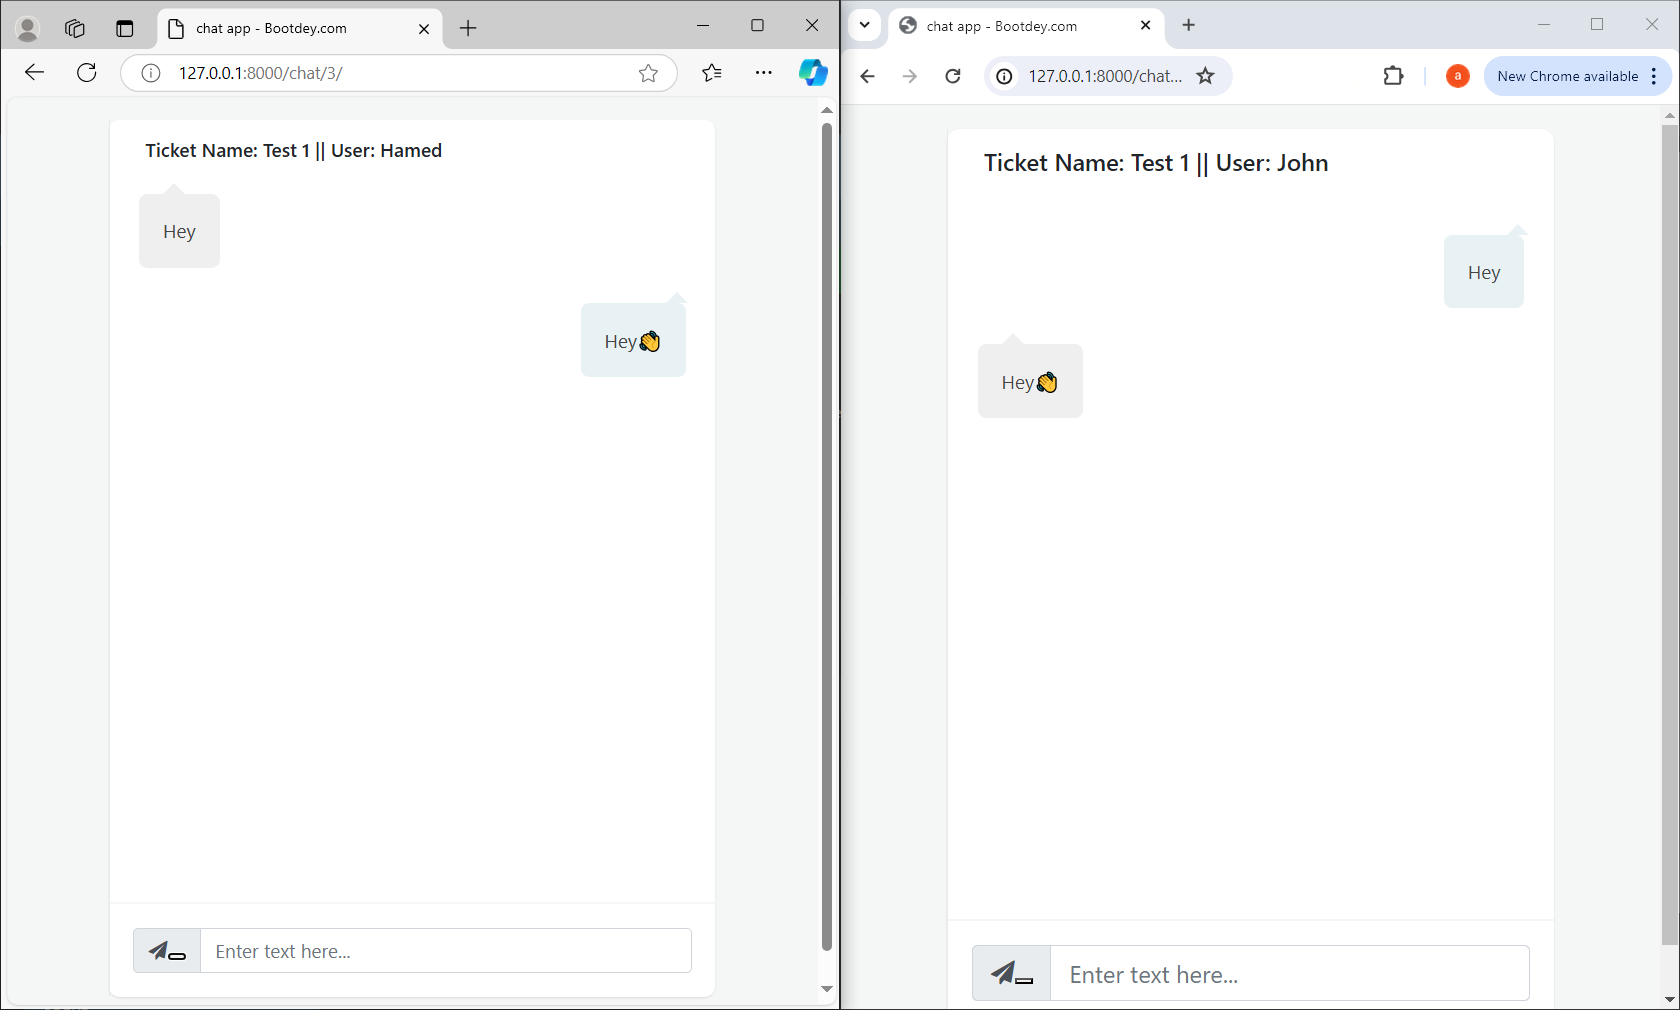 chat app - Bootdey.com
127.0.0.1:8000/chat/3/
Ticket Name: Test 1 || User: Hamed
Hey
Hey👏
Enter text here...
chat app - Bootdey.com
127.0.0.1:8000/chat...
a
New Chrome available
Ticket Name: Test 1 || User: John
Hey
Hey👏
Enter text here...